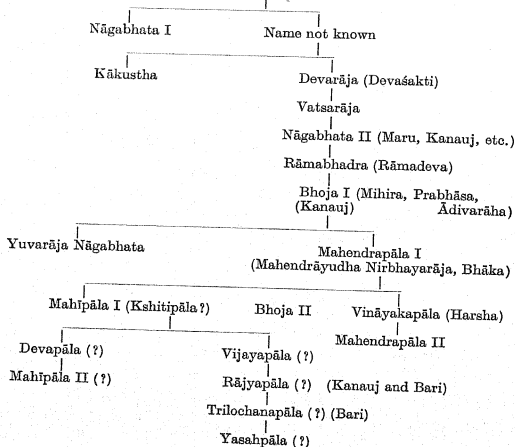 Nāgabhata I Name not known
Kākustha Devarāja (Devaśakti)
Vatsarāja
Nāgabhata II (Maru, Kanauj, etc.)
Rāmabhadra (Rāmadeva)
Bhoja I (Mihira, Prabhāsa,
(Kanauj) Ādivarāha)
Yuvarāja Nāgabhata Mahendrapāla I
(Mahendrāyudha Nirbhayarāja, Bhāka)
Mahīpāla I (Kshitipāla?) Bhoja II Vināyakapāla (Harsha)
Mahendrapāla II
Devapāla (?) Vijayapāla (?)
Mahīpāla II (?) Rājyapāla (?) (Kanauj and Bari)
Trilochanapāla (?) (Bari)
Yasahpāla (?)